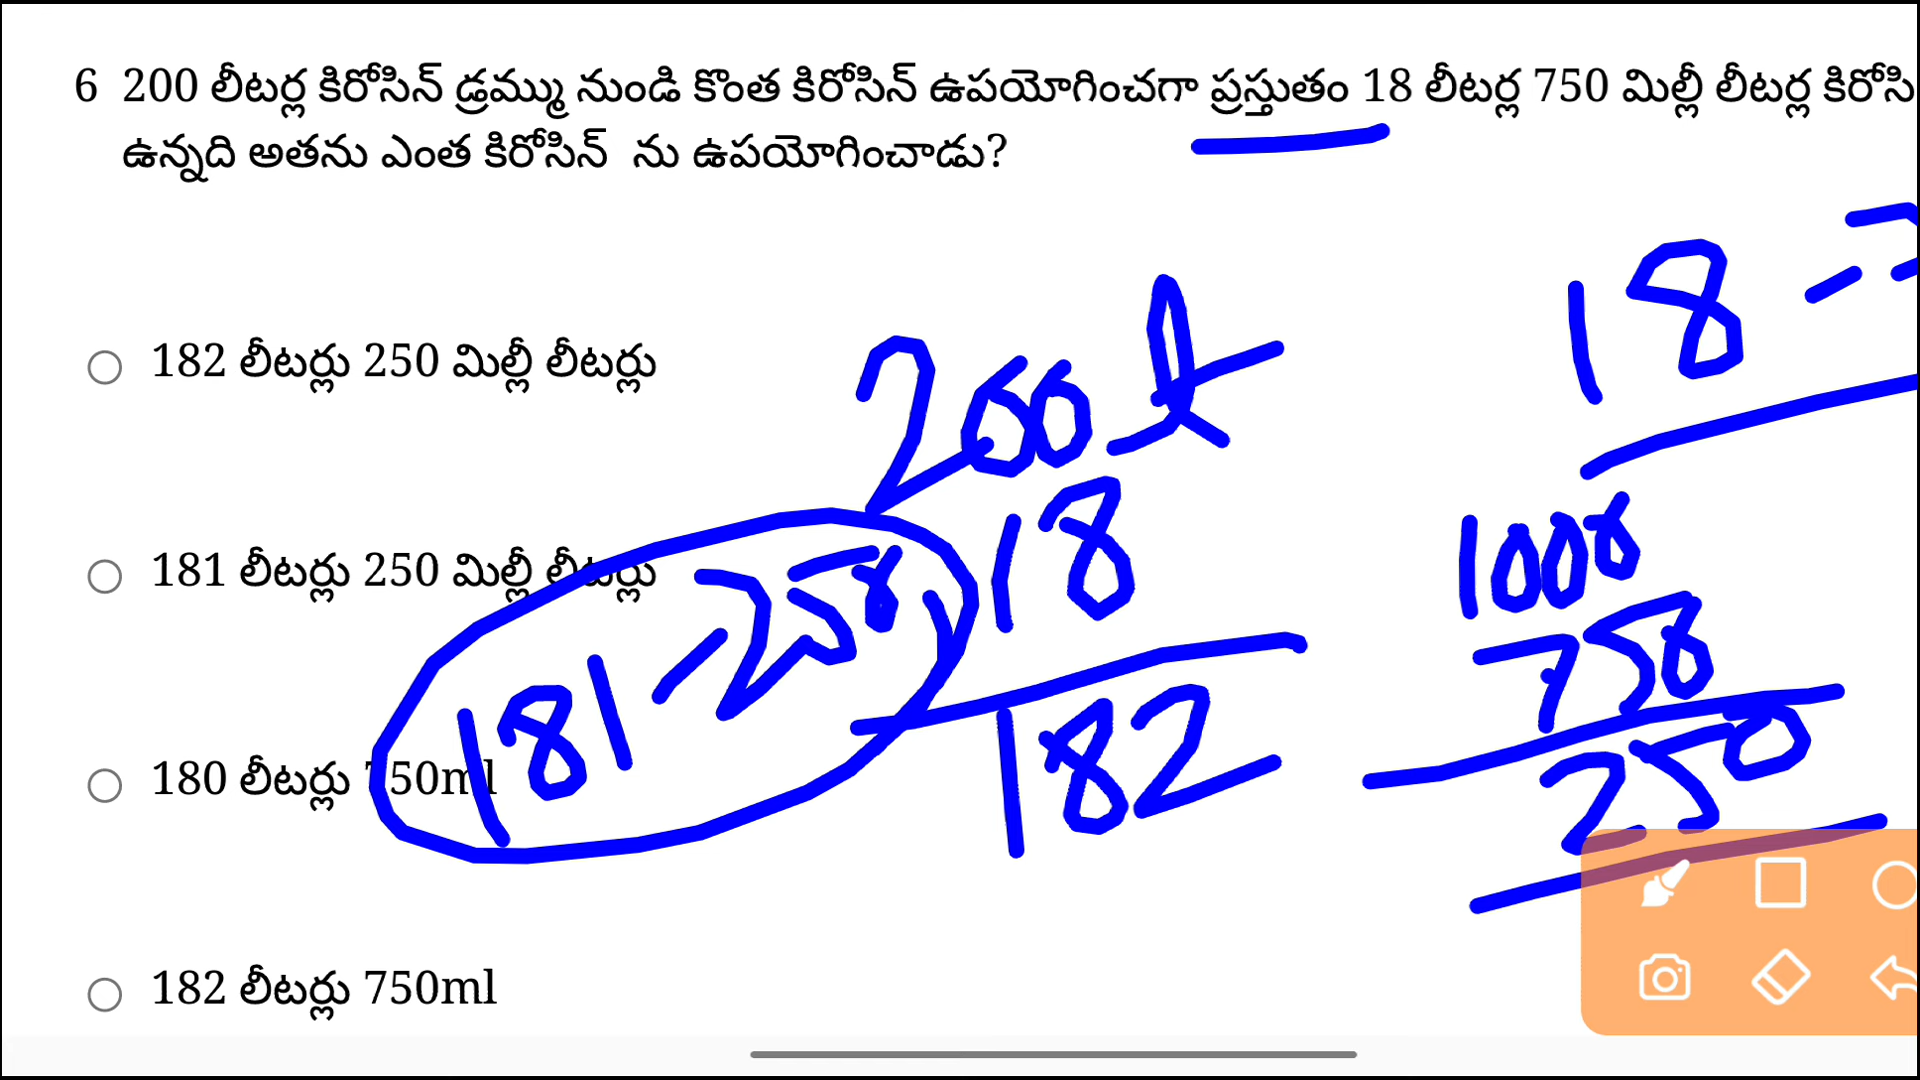 6 200 లీటర్ల కిరోసిన్ డ్రమ్ము నుండి కొంత కిరోసిన్ ఉపయోగించగా ప్రస్తుతం 18 లీటర్ల 750 మిల్లీ లీటర్ల కిరోసి
ఉన్నది అతను ఎంత కిరోసిన్ ను ఉపయోగించాడు?
18 -
182 లీటర్లు 250 మిల్లీ లీటర్లు
200 l
18
182
1000
750
250
181 లీటర్లు 250 మిల్లీ లీటర్లు
181-250
180 లీటర్లు 750ml
182 లీటర్లు 750ml